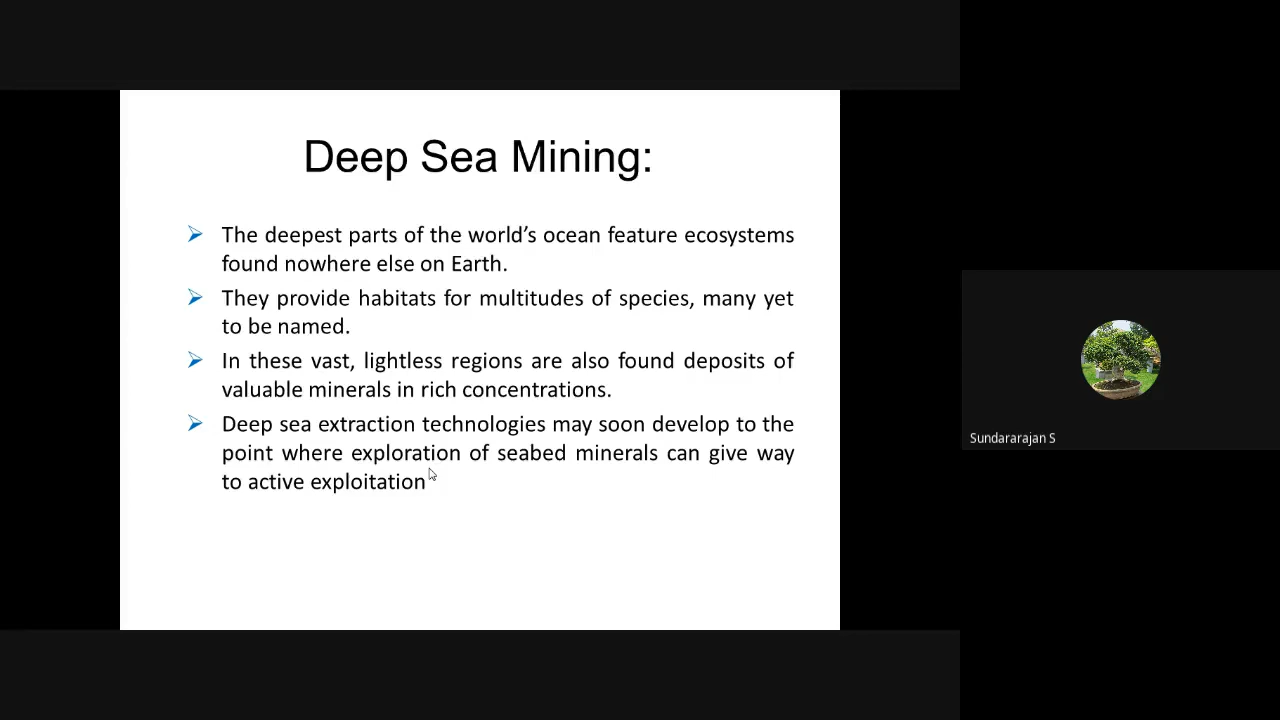 Deep Sea Mining:
The deepest parts of the world’s ocean feature ecosystems
found nowhere else on Earth.
They provide habitats for multitudes of species, many yet
to be named.
In these vast, lightless regions are also found deposits of
valuable minerals in rich concentrations.
Deep sea extraction technologies may soon develop to the
point where exploration of seabed minerals can give way
to active exploitation
Sundararajan S